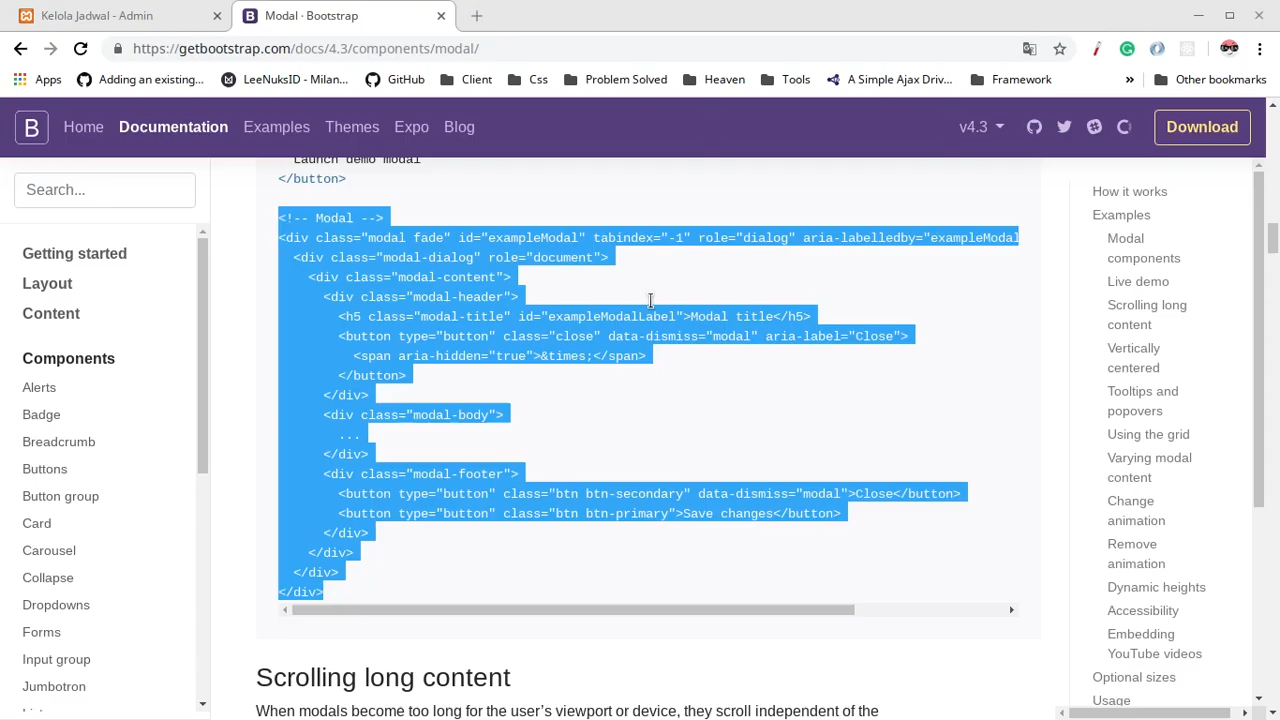 Kelola Jadwal - Admin
Modal · Bootstrap
https://getbootstrap.com/docs/4.3/components/modal/
Apps
Adding an existing...
LeeNuksID - Milan...
GitHub
Client
Css
Problem Solved
Heaven
Tools
A Simple Ajax Driv...
Framework
»
Other bookmarks
B
Home
Documentation
Examples
Themes
Expo
Blog
v4.3
Download
Search...
Getting started
Layout
Content
Components
Alerts
Badge
Breadcrumb
Buttons
Button group
Card
Carousel
Collapse
Dropdowns
Forms
Input group
Jumbotron
Launch demo modal
</button>
<!-- Modal -->
<div class="modal fade" id="exampleModal" tabindex="-1" role="dialog" aria-labelledby="exampleModal
<div class="modal-dialog" role="document">
<div class="modal-content">
<div class="modal-header">
<h5 class="modal-title" id="exampleModalLabel">Modal title</h5>
<button type="button" class="close" data-dismiss="modal" aria-label="Close">
<span aria-hidden="true">&times;</span>
</button>
</div>
<div class="modal-body">
...
</div>
<div class="modal-footer">
<button type="button" class="btn btn-secondary" data-dismiss="modal">Close</button>
<button type="button" class="btn btn-primary">Save changes</button>
</div>
</div>
</div>
</div>
Scrolling long content
When modals become too long for the user's viewport or device, they scroll independent of the
How it works
Examples
Modal
components
Live demo
Scrolling long
content
Vertically
centered
Tooltips and
popovers
Using the grid
Varying modal
content
Change
animation
Remove
animation
Dynamic heights
Accessibility
Embedding
YouTube videos
Optional sizes
Usage